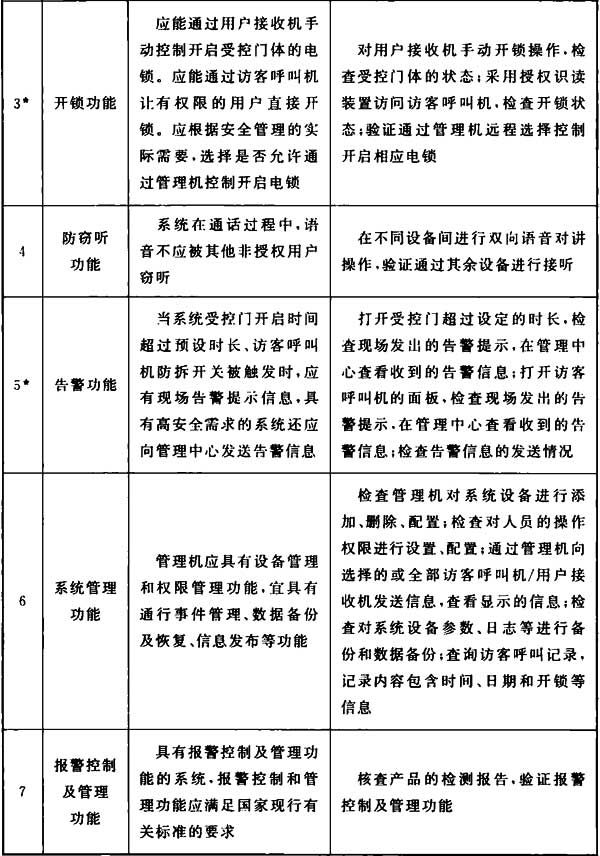 3*
开锁功能
应能通过用户接收机手
动控制开启受控门体的电
锁。应能通过访客呼叫机
让有权限的用户直接开
锁。应根据安全管理的实
际需要,选择是否允许通
过管理机控制开启电锁
对用户接收机手动开锁操作,检
查受控门体的状态;采用授权识读
装置访问访客呼叫机,检查开锁状
态;验证通过管理机远程选择控制
开启相应电锁
4
防窃听
功能
系统在通话过程中,语
音不应被其他非授权用户
窃听
在不同设备间进行双向语音对讲
操作,验证通过其余设备进行接听
5*
告警功能
当系统受控门开启时间
超过预设时长、访客呼叫
机防拆开关被触发时,应
有现场告警提示信息,具
有高安全需求的系统还应
向管理中心发送告警信息
打开受控门超过设定的时长,检
查现场发出的告警提示,在管理中
心查看收到的告警信息;打开访客
呼叫机的面板,检查现场发出的告
警提示,在管理中心查看收到的告
警信息;检查告警信息的发送情况
6
系统管理
功能
管理机应具有设备管理
和权限管理功能,宜具有
通行事件管理、数据备份
及恢复、信息发布等功能
检查管理机对系统设备进行添
加、删除、配置;检查对人员的操作
权限进行设置、配置;通过管理机向
选择的或全部访客呼叫机/用户接
收机发送信息,查看显示的信息;检
查对系统设备参数、日志等进行备
份和数据备份;查询访客呼叫记录,
记录内容包含时间、日期和开锁等
信息
7
报警控制
及管理
功能
具有报警控制及管理功
能的系统,报警控制和管
理功能应满足国家现行有
关标准的要求
核查产品的检测报告,验证报警
控制及管理功能